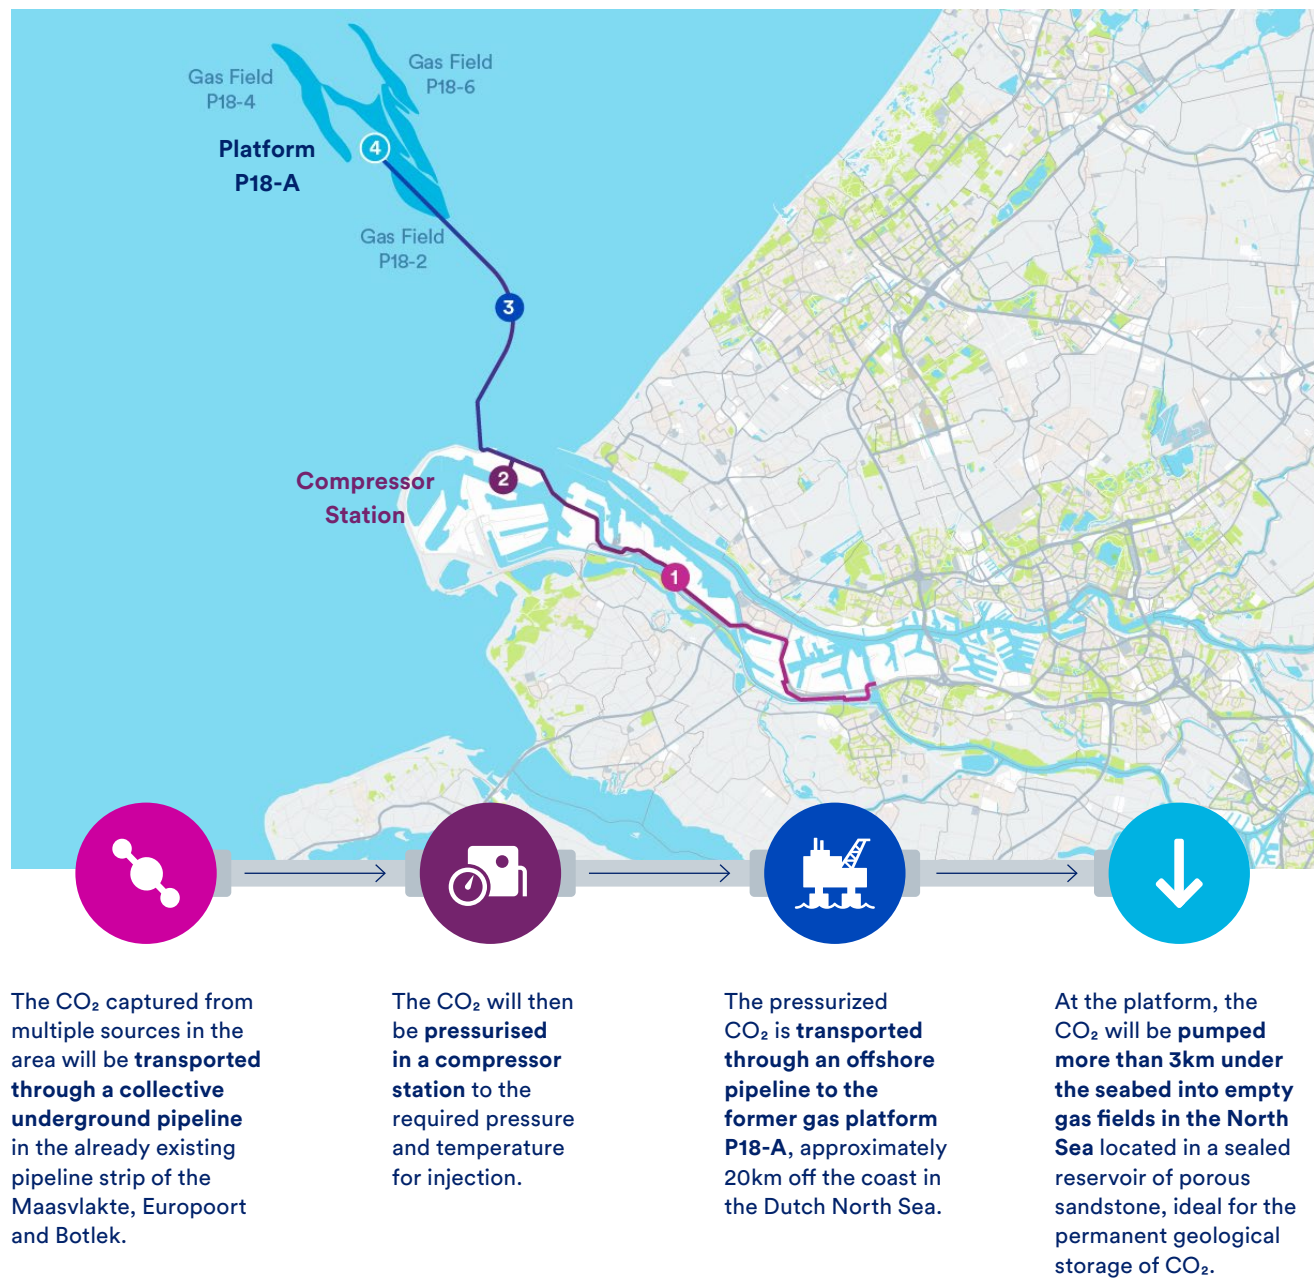 Gas Field
P18-4
Gas Field
P18-6
4
Platform
P18-A
Gas Field
P18-2
3
Compressor
Station
2
1
The CO₂ captured from
multiple sources in the
area will be transported
through a collective
underground pipeline
in the already existing
pipeline strip of the
Maasvlakte, Europoort
and Botlek.
The CO₂ will then
be pressurised
in a compressor
station to the
required pressure
and temperature
for injection.
The pressurized
CO₂ is transported
through an offshore
pipeline to the
former gas platform
P18-A, approximately
20km off the coast in
the Dutch North Sea.
At the platform, the
CO₂ will be pumped
more than 3km under
the seabed into empty
gas fields in the North
Sea located in a sealed
reservoir of porous
sandstone, ideal for the
permanent geological
storage of CO₂.